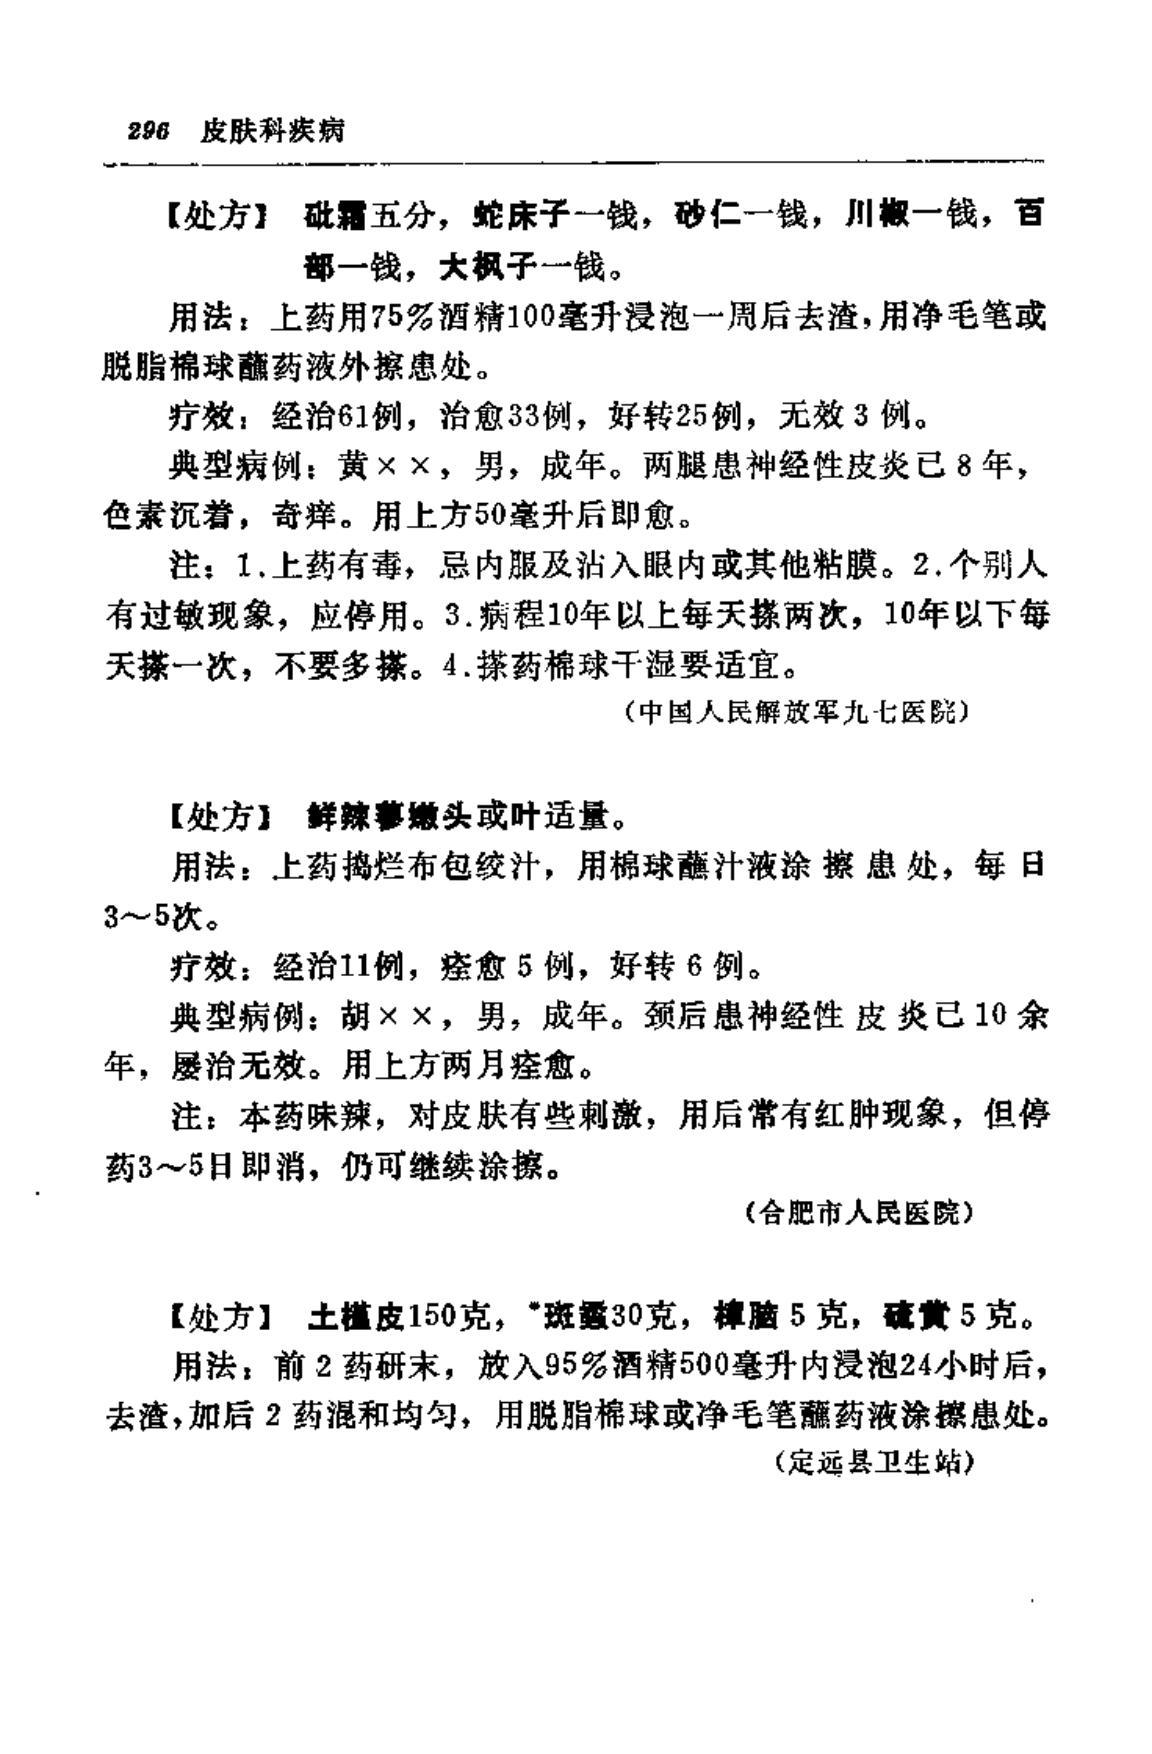 296 皮肤科疾病
【处方】 砒霜五分，蛇床子一钱，砂仁一钱，川椒一钱，百
部一钱，大枫子一钱。
用法：上药用75%酒精100毫升浸泡一周后去渣，用净毛笔或
脱脂棉球蘸药液外擦患处。
疗效：经治61例，治愈33例，好转25例，无效3例。
典型病例：黄××，男，成年。两腿患神经性皮炎已8年，
色素沉着，奇痒。用上方50毫升后即愈。
注：1.上药有毒，忌内服及沾入眼内或其他粘膜。2.个别人
有过敏现象，应停用。3.病程10年以上每天搽两次，10年以下每
天搽一次，不要多搽。4.搽药棉球干湿要适宜。
（中国人民解放军九七医院）
【处方】 鲜辣蓼嫩头或叶适量。
用法：上药捣烂布包绞汁，用棉球蘸汁液涂擦患处，每日
3～5次。
疗效：经治11例，痊愈5例，好转6例。
典型病例：胡××，男，成年。颈后患神经性皮炎已10余
年，屡治无效。用上方两月痊愈。
注：本药味辣，对皮肤有些刺激，用后常有红肿现象，但停
药3～5日即消，仍可继续涂擦。
（合肥市人民医院）
【处方】 土槿皮150克，*斑蝥30克，樟脑5克，硫黄5克。
用法：前2药研末，放入95%酒精500毫升内浸泡24小时后，
去渣，加后2药混和均匀，用脱脂棉球或净毛笔蘸药液涂擦患处。
（定远县卫生站）